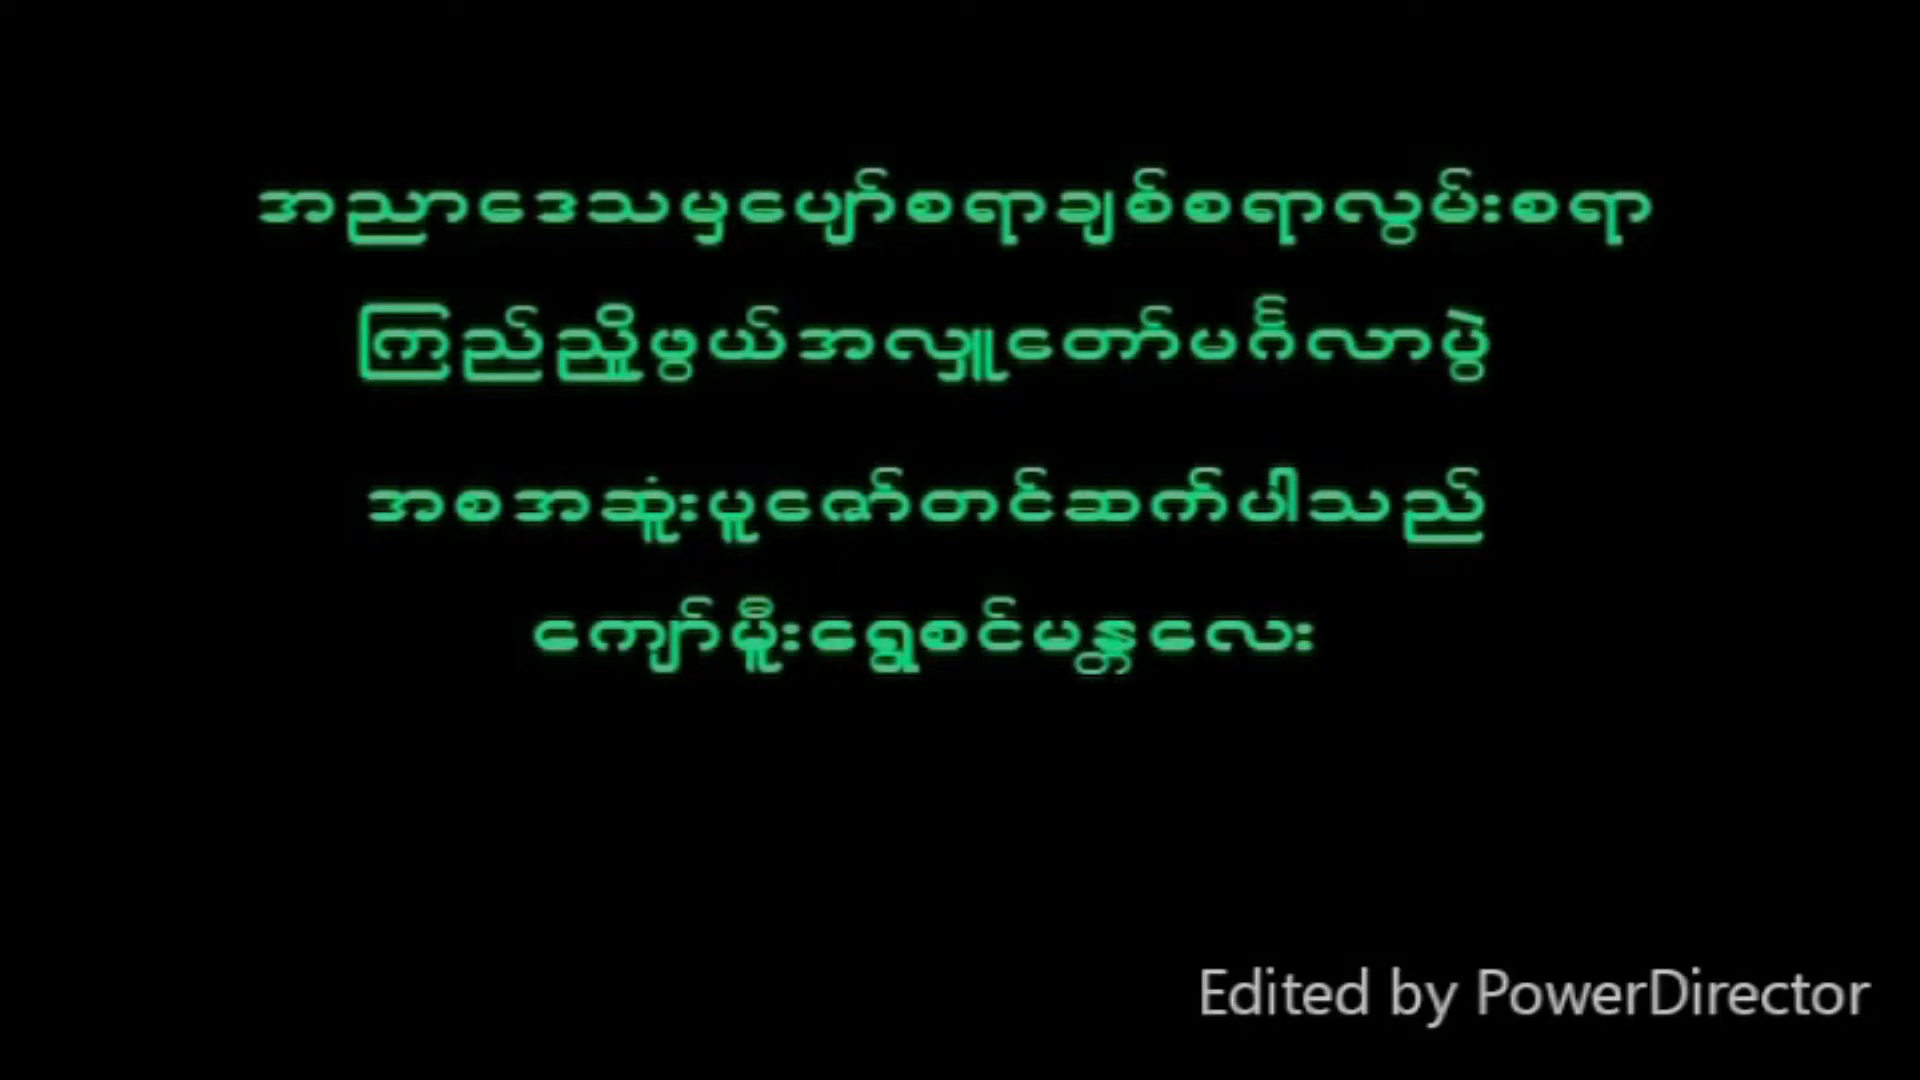 အညာဒေသမှပျော်စရာချစ်စရာလွမ်းစရာ
ကြည်ညှို့ဖွယ်အလှူတော်မင်္ဂလာပွဲ
အစအဆူံးပူဇော်တင်ဆက်ပါသည်
ကျော်မှီူးရွှေစင်မန္တလေး
Edited by PowerDirector